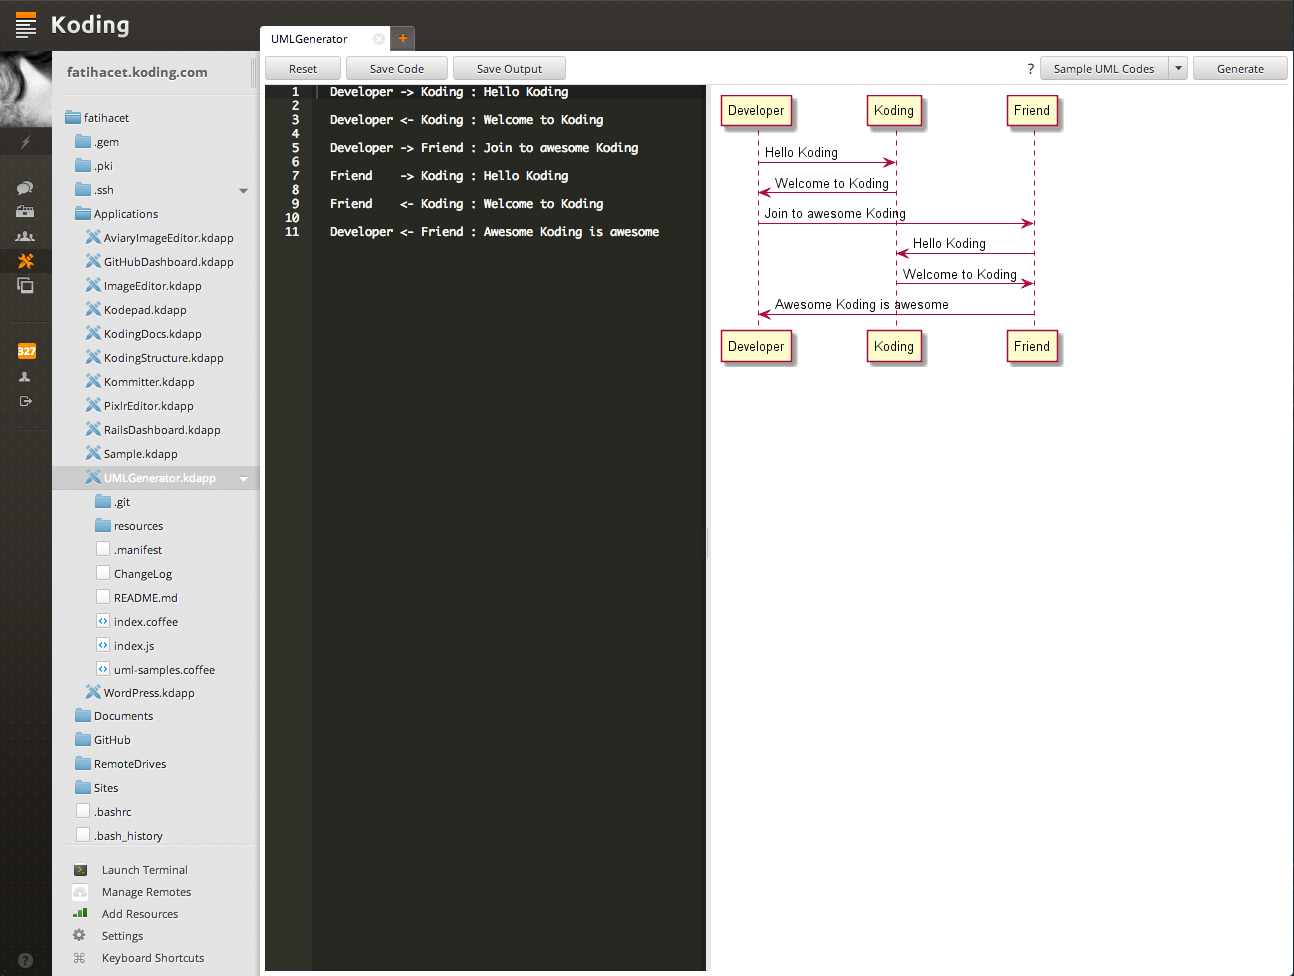 Koding
UMLGenerator
+
fatihacet.koding.com
Reset
Save Code
Save Output
?
Sample UML Codes
Generate
327
fatihacet
.gem
.pki
.ssh
Applications
AviaryImageEditor.kdapp
GitHubDashboard.kdapp
ImageEditor.kdapp
Kodepad.kdapp
KodingDocs.kdapp
KodingStructure.kdapp
Kommitter.kdapp
PixlrEditor.kdapp
RailsDashboard.kdapp
Sample.kdapp
UMLGenerator.kdapp
.git
resources
.manifest
ChangeLog
README.md
index.coffee
index.js
uml-samples.coffee
WordPress.kdapp
Documents
GitHub
RemoteDrives
Sites
.bashrc
.bash_history
Launch Terminal
Manage Remotes
Add Resources
Settings
Keyboard Shortcuts
?
1 Developer -> Koding : Hello Koding
2
3 Developer <- Koding : Welcome to Koding
4
5 Developer -> Friend : Join to awesome Koding
6
7 Friend    -> Koding : Hello Koding
8
9 Friend    <- Koding : Welcome to Koding
10
11 Developer <- Friend : Awesome Koding is awesome
Developer Koding Friend
Hello Koding
Welcome to Koding
Join to awesome Koding
Hello Koding
Welcome to Koding
Awesome Koding is awesome
Developer Koding Friend